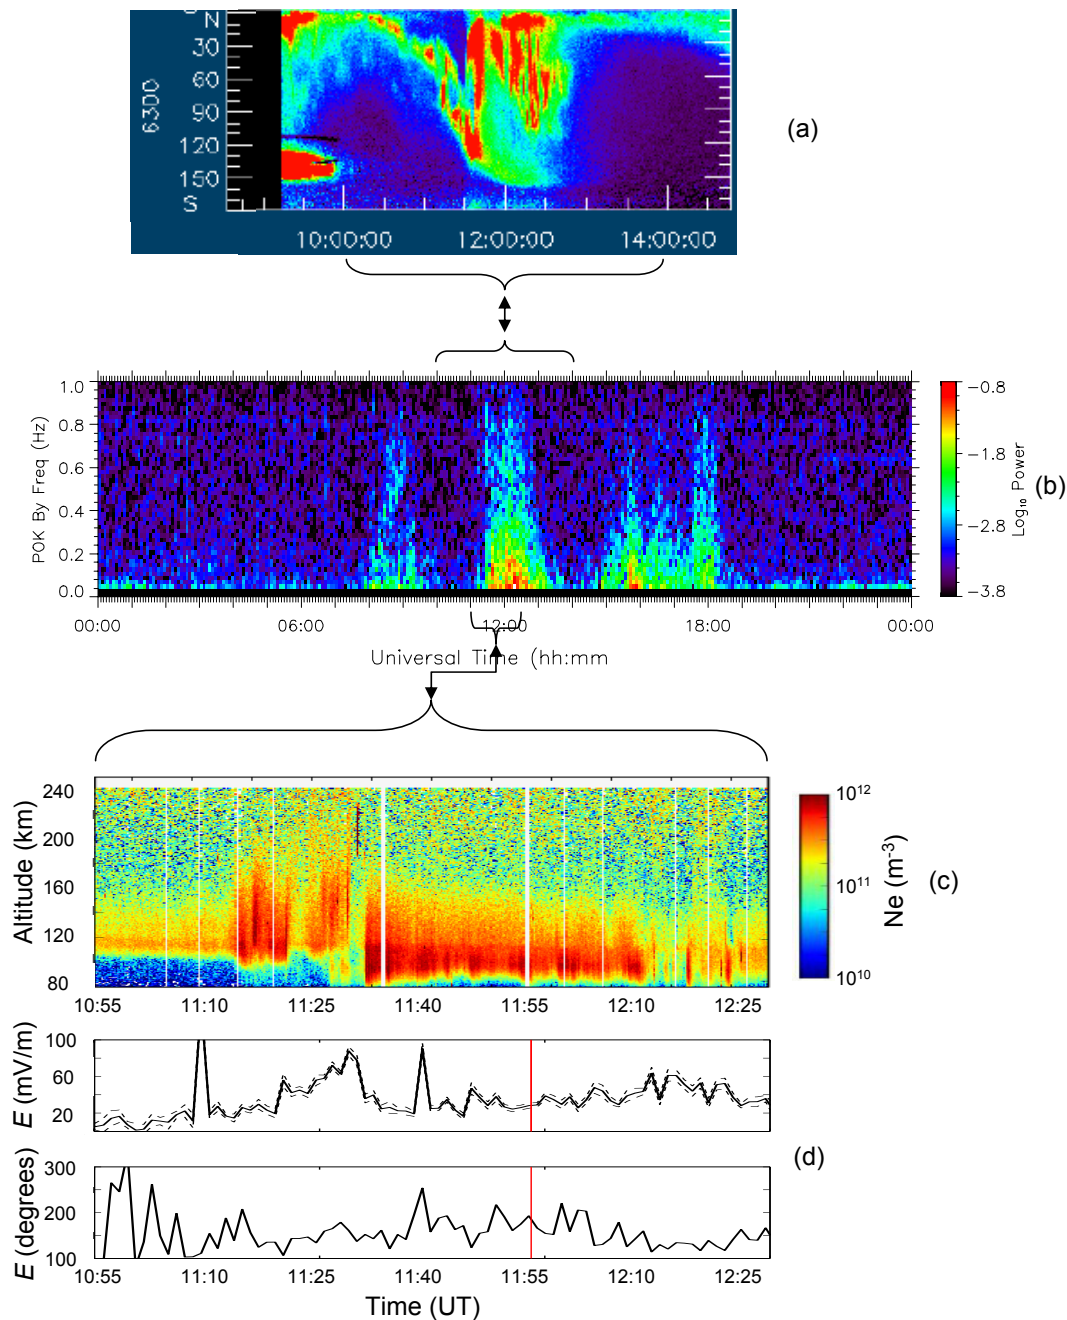 N
30
60
90
120
150
S
6300
10:00:00 12:00:00 14:00:00
(a)
1.0
0.8
0.6
0.4
0.2
0.0
POK By Freq (Hz)
-0.8
-1.8
-2.8
-3.8
Log₁₀ Power
(b)
00:00 06:00 12:00 18:00 00:00
Universal Time (hh:mm
240
200
160
120
80
Altitude (km)
10¹²
10¹¹
10¹⁰
Ne (m⁻³)
(c)
10:55 11:10 11:25 11:40 11:55 12:10 12:25
100
60
20
E (mV/m)
300
200
100
E (degrees)
(d)
10:55 11:10 11:25 11:40 11:55 12:10 12:25
Time (UT)